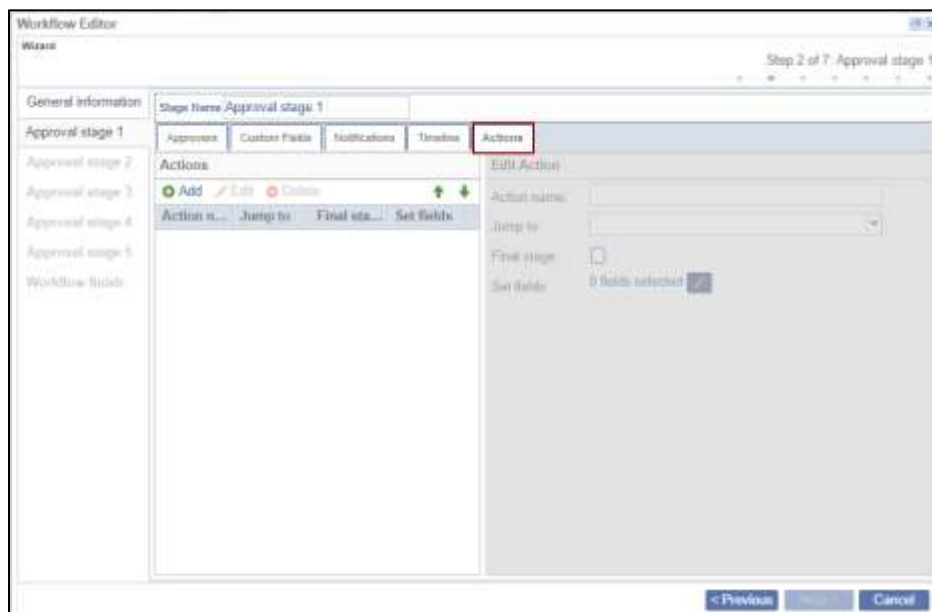 Workflow Editor
Wizard
Step 2 of 7: Approval stage 1
General information
Approval stage 1
Approval stage 2
Approval stage 3
Approval stage 4
Approval stage 5
Workflow finish
Stage Name Approval stage 1
Approvers Custom Fields Notifications Timeline Actions
Actions
Add Edit Delete
Action n... Jump to Final sta... Set fields
Edit Action
Action name:
Jump to:
Final stage:
Set fields: 0 fields selected
< Previous Next > Cancel